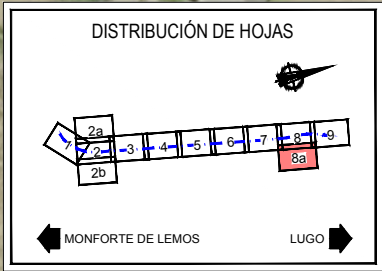 DISTRIBUCIÓN DE HOJAS
2a
1 2 3 4 5 6 7 8 9
2b 8a
MONFORTE DE LEMOS LUGO